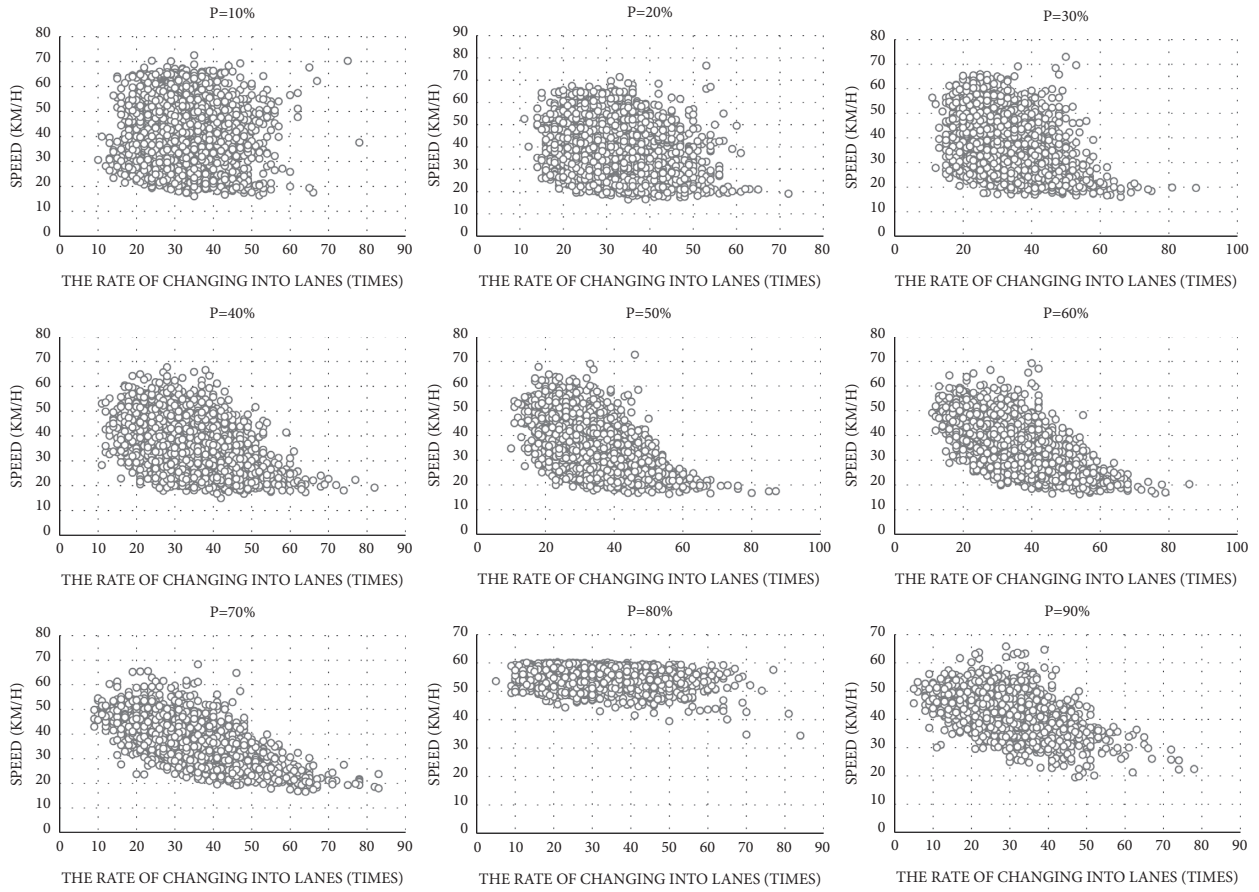 P=10%
80
70
60
50
40
30
20
10
0
SPEED (KM/H)
0 10 20 30 40 50 60 70 80 90
THE RATE OF CHANGING INTO LANES (TIMES)
P=20%
90
80
70
60
50
40
30
20
10
0
SPEED (KM/H)
0 10 20 30 40 50 60 70 80
THE RATE OF CHANGING INTO LANES (TIMES)
P=30%
80
70
60
50
40
30
20
10
0
SPEED (KM/H)
0 20 40 60 80 100
THE RATE OF CHANGING INTO LANES (TIMES)
P=40%
80
70
60
50
40
30
20
10
0
SPEED (KM/H)
0 10 20 30 40 50 60 70 80 90
THE RATE OF CHANGING INTO LANES (TIMES)
P=50%
80
70
60
50
40
30
20
10
0
SPEED (KM/H)
0 20 40 60 80 100
THE RATE OF CHANGING INTO LANES (TIMES)
P=60%
80
70
60
50
40
30
20
10
0
SPEED (KM/H)
0 20 40 60 80 100
THE RATE OF CHANGING INTO LANES (TIMES)
P=70%
80
70
60
50
40
30
20
10
0
SPEED (KM/H)
0 10 20 30 40 50 60 70 80 90
THE RATE OF CHANGING INTO LANES (TIMES)
P=80%
70
60
50
40
30
20
10
0
SPEED (KM/H)
0 10 20 30 40 50 60 70 80 90
THE RATE OF CHANGING INTO LANES (TIMES)
P=90%
70
60
50
40
30
20
10
0
SPEED (KM/H)
0 10 20 30 40 50 60 70 80 90
THE RATE OF CHANGING INTO LANES (TIMES)